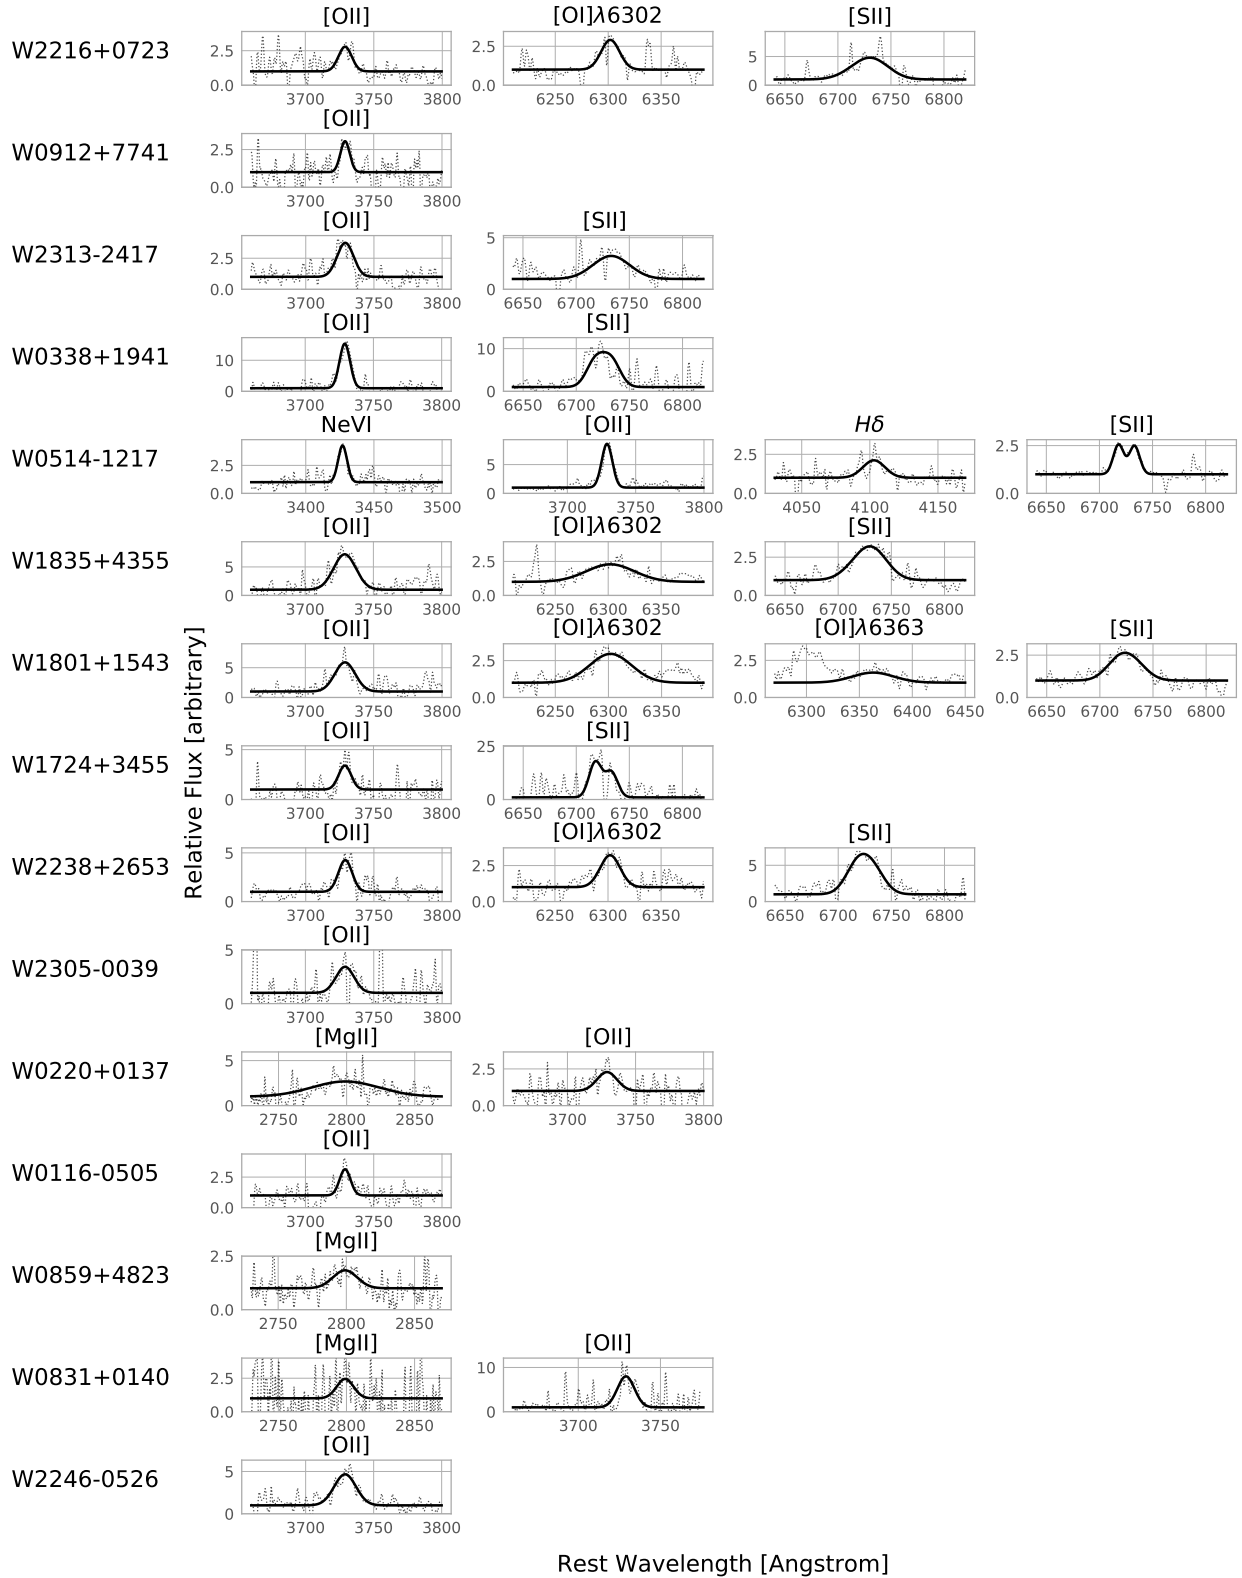 [OII] [OI]λ6302 [SII]
W2216+0723
2.5 2.5 5
0.0 0.0 0
3700 3750 3800 6250 6300 6350 6650 6700 6750 6800
[OII]
W0912+7741
2.5
0.0
3700 3750 3800
[OII] [SII]
W2313-2417
2.5 5
0.0 0
3700 3750 3800 6650 6700 6750 6800
[OII] [SII]
W0338+1941
10 10
0 0
3700 3750 3800 6650 6700 6750 6800
NeVI [OII] Hδ [SII]
W0514-1217
2.5 5 2.5 2.5
0.0 0 0.0 0.0
3400 3450 3500 3700 3750 3800 4050 4100 4150 6650 6700 6750 6800
[OII] [OI]λ6302 [SII]
W1835+4355
5 2.5 2.5
0 0.0 0.0
3700 3750 3800 6250 6300 6350 6650 6700 6750 6800
[OII] [OI]λ6302 [OI]λ6363 [SII]
W1801+1543
5 2.5 2.5 2.5
0 0.0 0.0 0.0
3700 3750 3800 6250 6300 6350 6300 6350 6400 6450 6650 6700 6750 6800
[OII] [SII]
W1724+3455
5 25
0 0
3700 3750 3800 6650 6700 6750 6800
[OII] [OI]λ6302 [SII]
W2238+2653
5 2.5 5
0 0.0 0
3700 3750 3800 6250 6300 6350 6650 6700 6750 6800
[OII]
W2305-0039
5
0
3700 3750 3800
[MgII] [OII]
W0220+0137
5 2.5
0 0.0
2750 2800 2850 3700 3750 3800
[OII]
W0116-0505
2.5
0.0
3700 3750 3800
[MgII]
W0859+4823
2.5
0.0
2750 2800 2850
[MgII] [OII]
W0831+0140
2.5 10
0.0 0
2750 2800 2850 3700 3750
[OII]
W2246-0526
5
0
3700 3750 3800
Relative Flux [arbitrary]
Rest Wavelength [Angstrom]